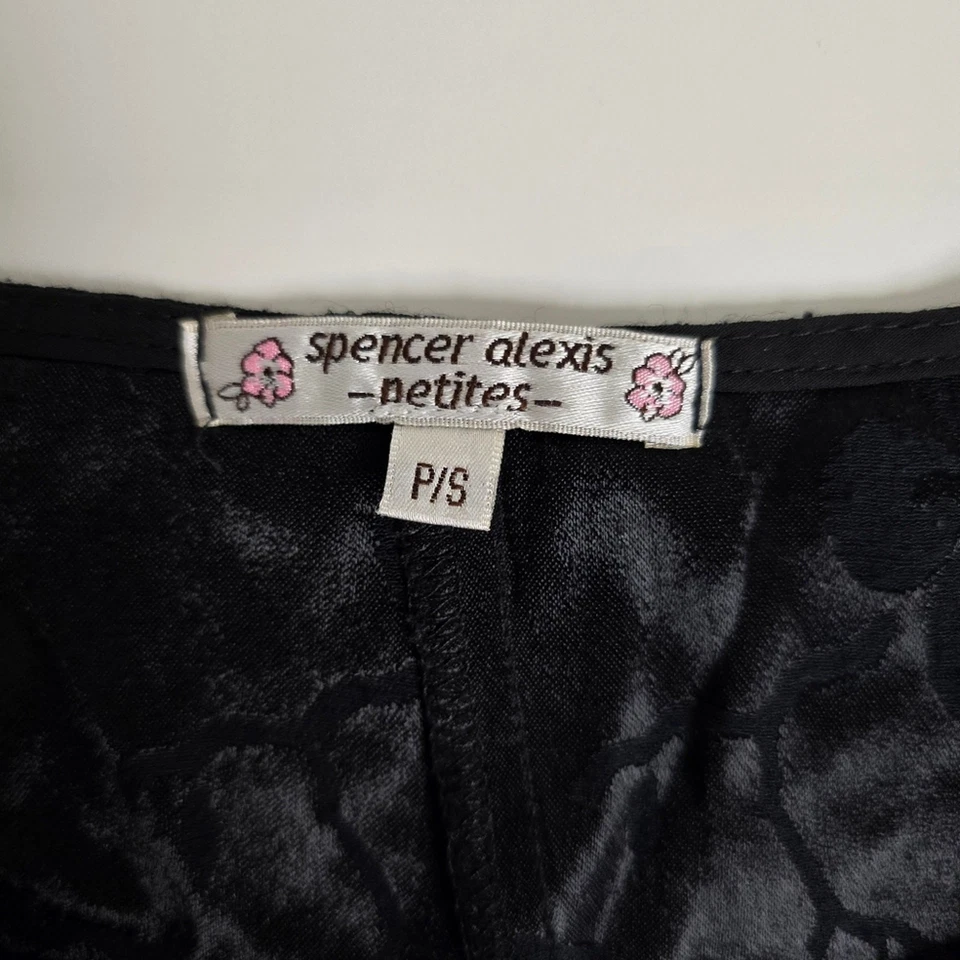 spencer alexis
-petites-
P/S